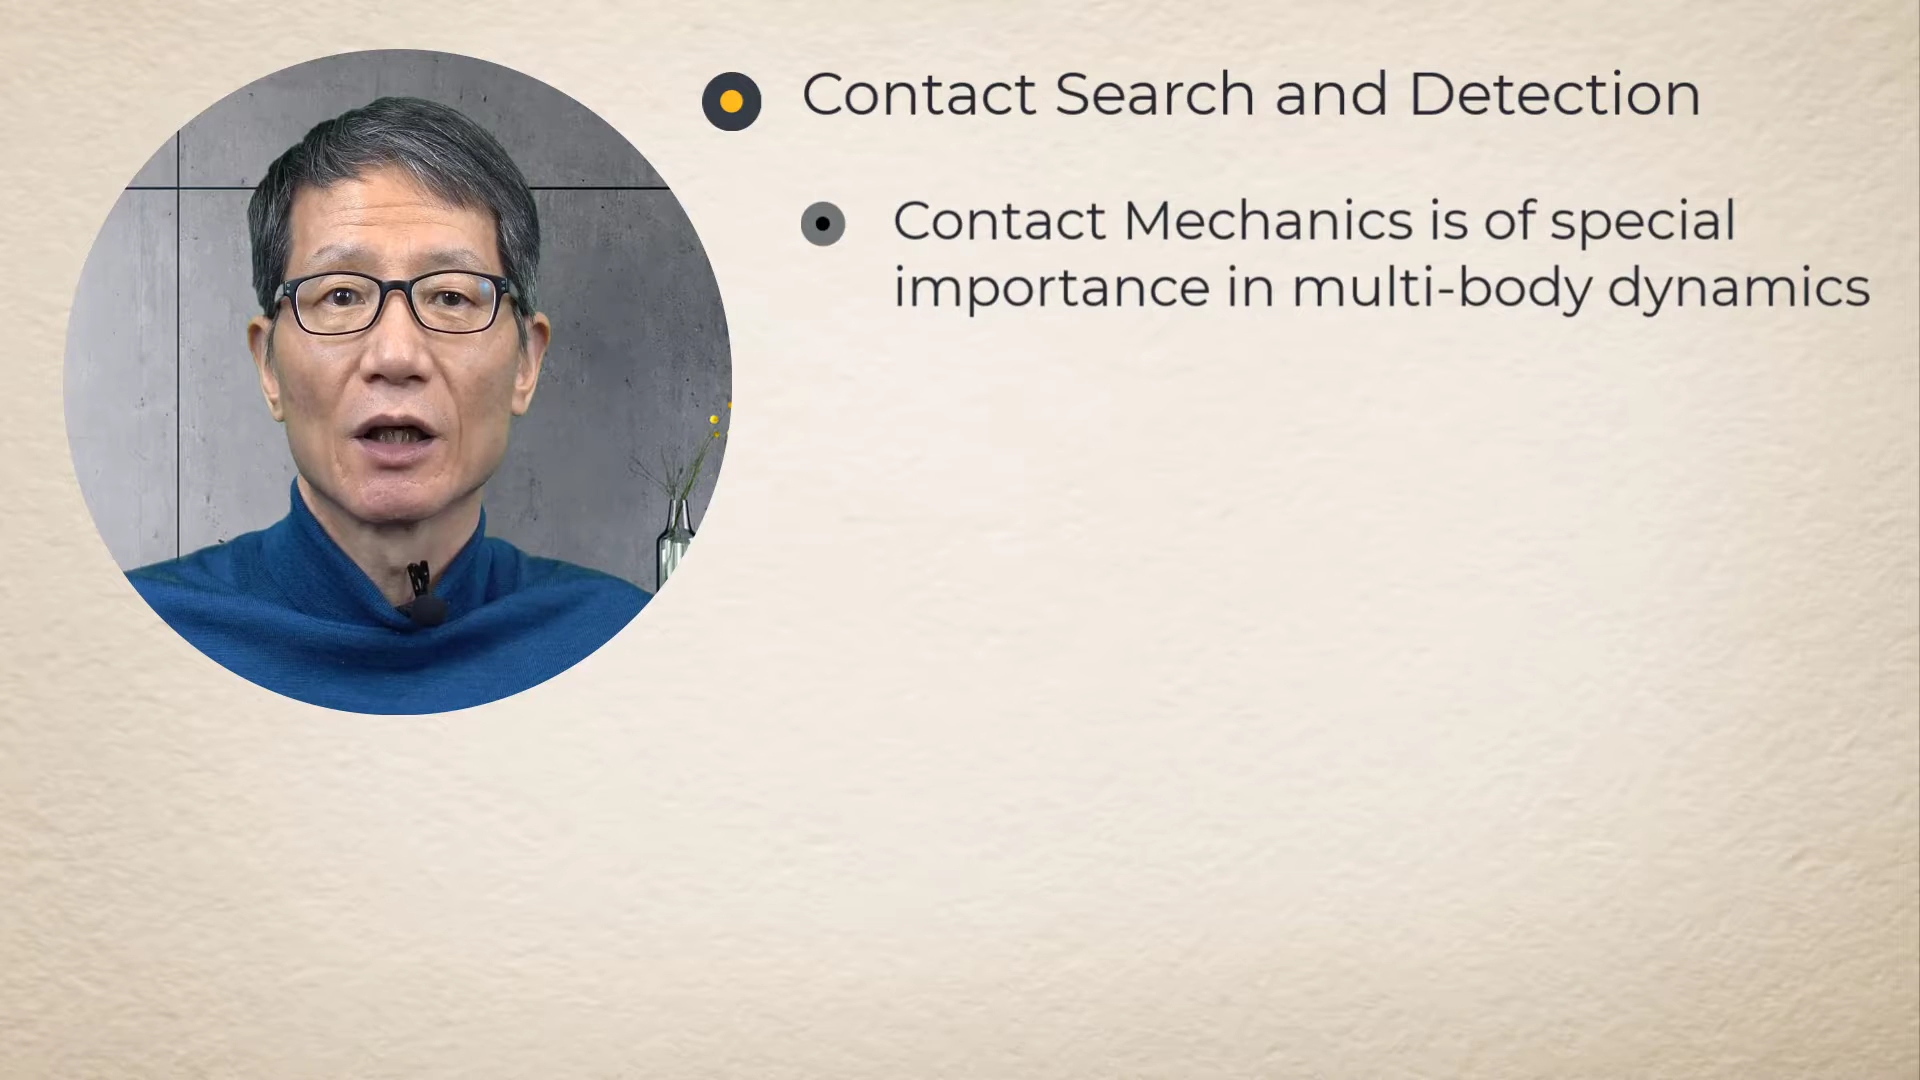 Contact Search and Detection
Contact Mechanics is of special
importance in multi-body dynamics